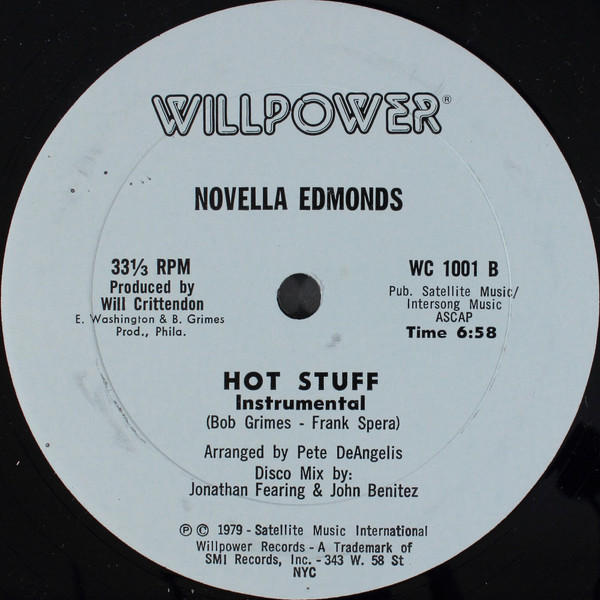 WILLPOWER®
NOVELLA EDMONDS
33⅓ RPM
Produced by
Will Crittendon
E. Washington & B. Grimes
Prod., Phila.
WC 1001 B
Pub. Satellite Music/
Intersong Music
ASCAP
Time 6:58
HOT STUFF
Instrumental
(Bob Grimes - Frank Spera)
Arranged by Pete DeAngelis
Disco Mix by:
Jonathan Fearing & John Benitez
℗ © 1979 - Satellite Music International
Willpower Records - A Trademark of
SMI Records, Inc. - 343 W. 58 St
NYC